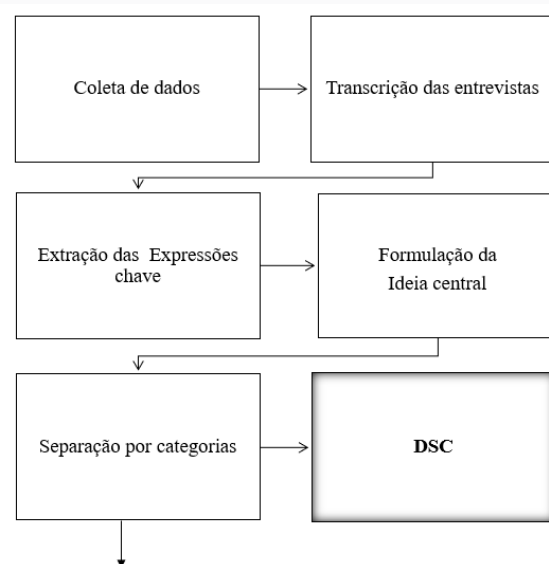 Coleta de dados
Transcrição das entrevistas
Extração das Expressões
chave
Formulação da
Ideia central
Separação por categorias
DSC